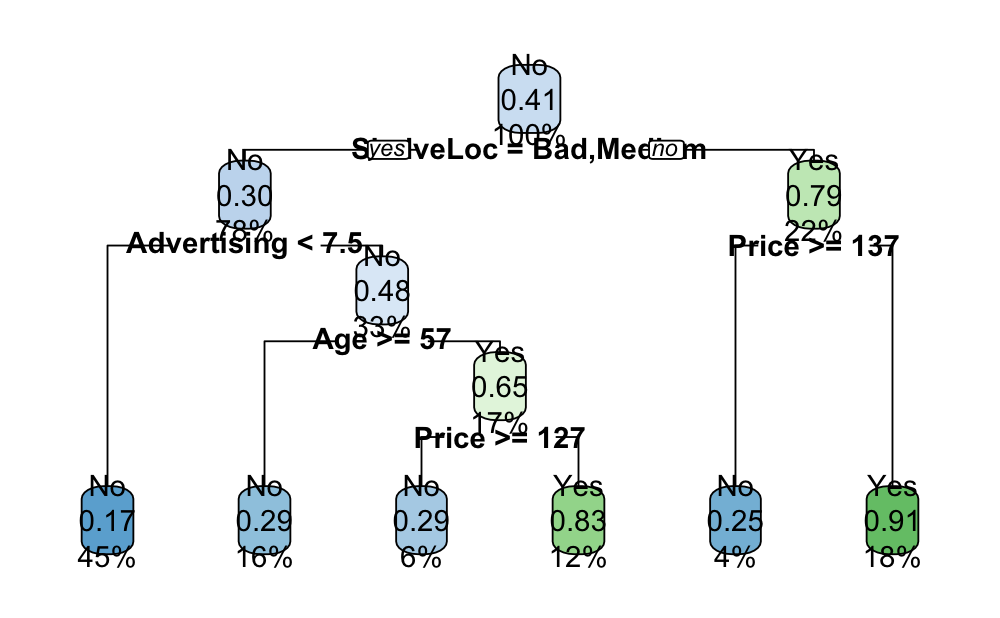 No
0.41
100%
yes
ShelveLoc = Bad,Medium
no
No
0.30
78%
Yes
0.79
22%
Advertising < 7.5
Price >= 137
No
0.48
33%
Age >= 57
Yes
0.65
17%
Price >= 127
No
0.17
45%
No
0.29
16%
No
0.29
6%
Yes
0.83
12%
No
0.25
4%
Yes
0.91
18%